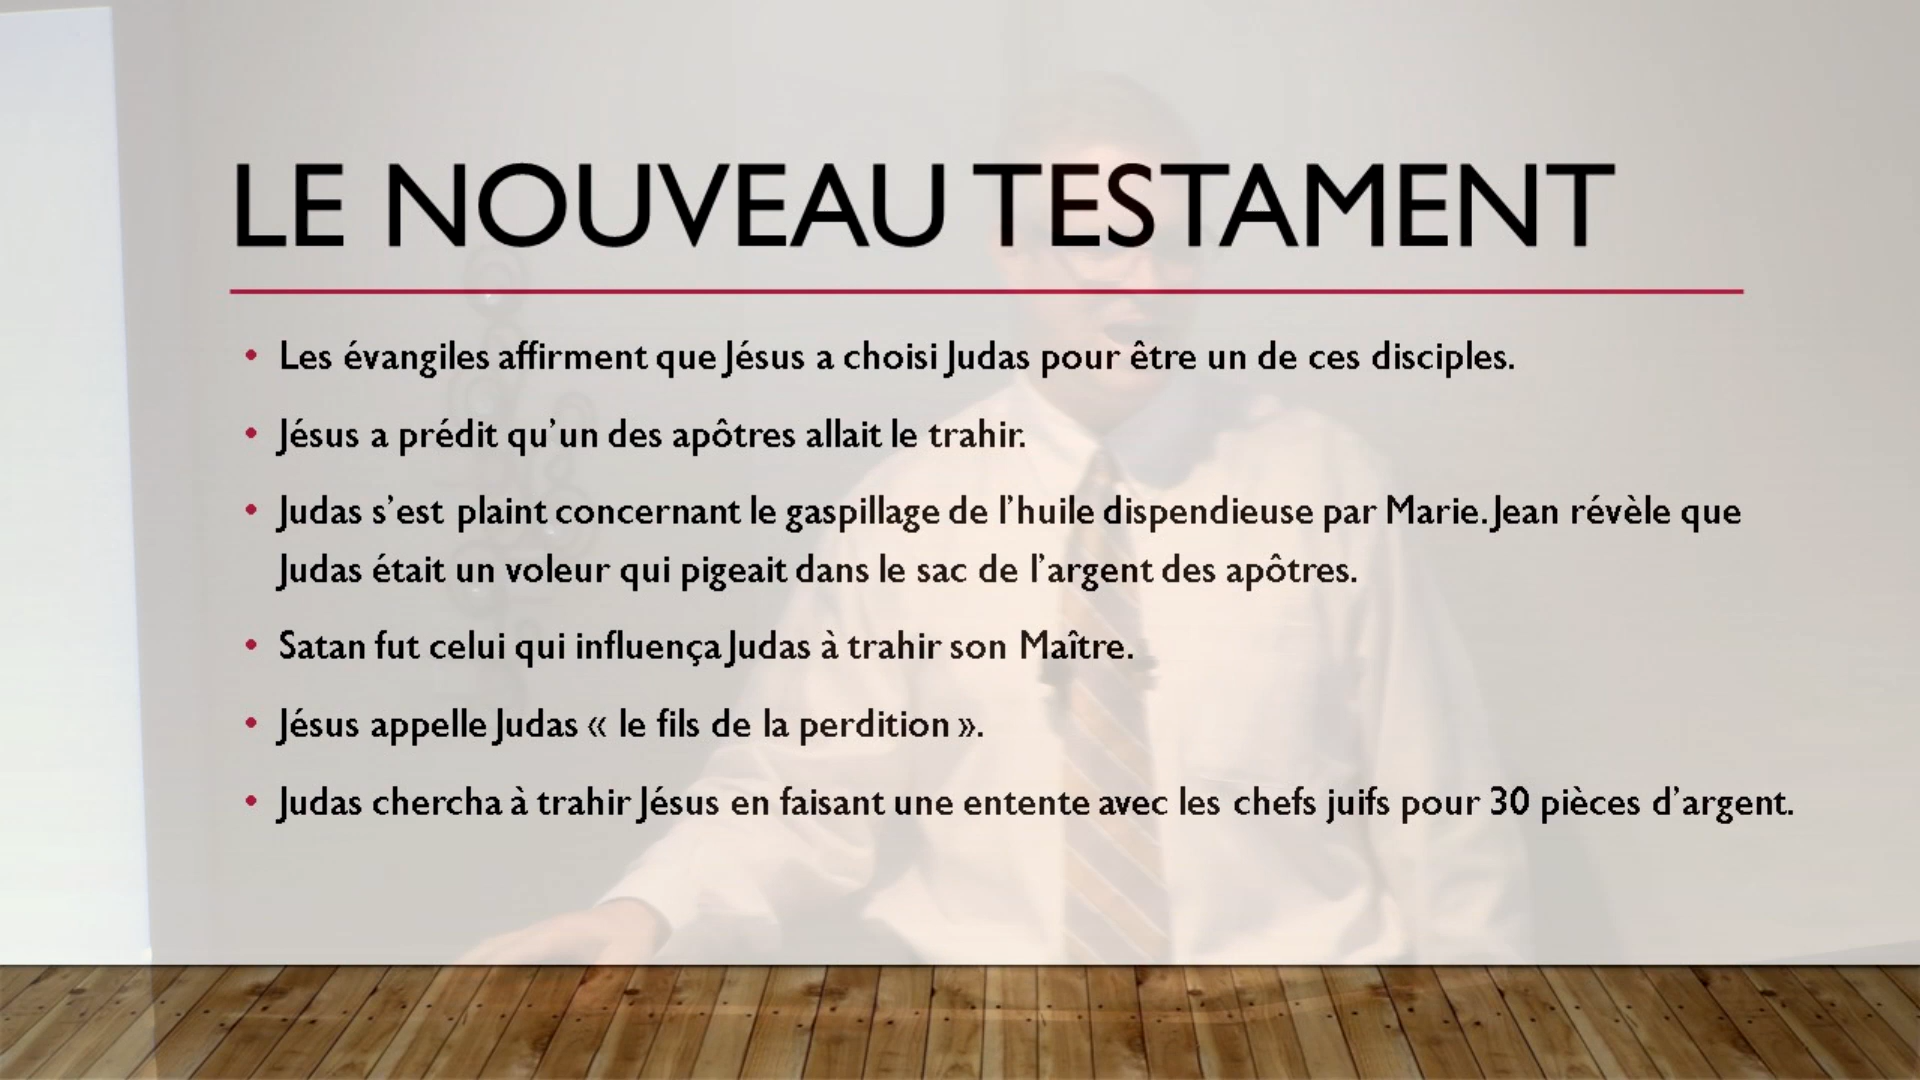 LE NOUVEAU TESTAMENT
• Les évangiles affirment que Jésus a choisi Judas pour être un de ces disciples.
• Jésus a prédit qu’un des apôtres allait le trahir.
• Judas s’est plaint concernant le gaspillage de l’huile dispendieuse par Marie. Jean révèle que
Judas était un voleur qui pigeait dans le sac de l’argent des apôtres.
• Satan fut celui qui influença Judas à trahir son Maître.
• Jésus appelle Judas « le fils de la perdition ».
• Judas chercha à trahir Jésus en faisant une entente avec les chefs juifs pour 30 pièces d’argent.